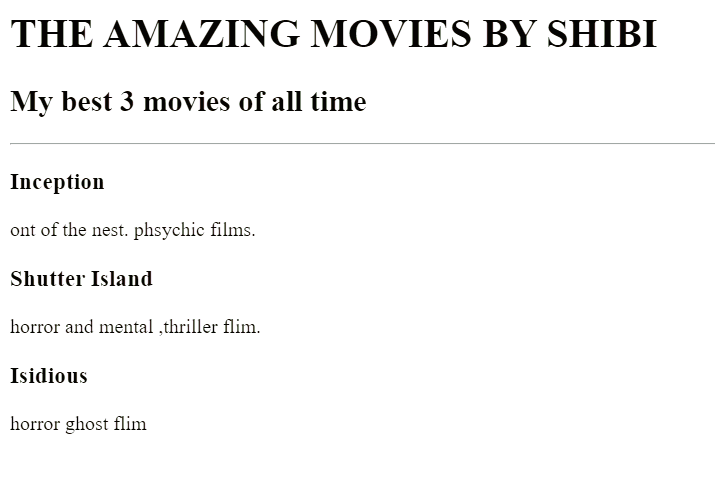 THE AMAZING MOVIES BY SHIBI
My best 3 movies of all time
Inception
ont of the nest. phsychic films.
Shutter Island
horror and mental ,thriller flim.
Isidious
horror ghost flim